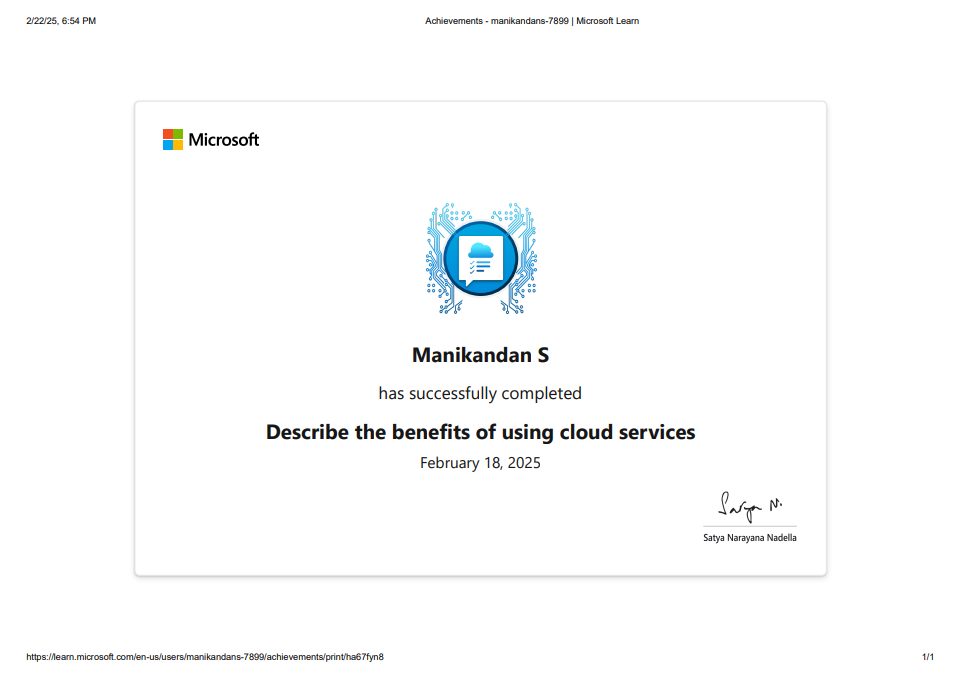 2/22/25, 6:54 PM
Achievements - manikandans-7899 | Microsoft Learn
Microsoft
Manikandan S
has successfully completed
Describe the benefits of using cloud services
February 18, 2025
Satya N.
Satya Narayana Nadella
https://learn.microsoft.com/en-us/users/manikandans-7899/achievements/print/ha67fyn8
1/1